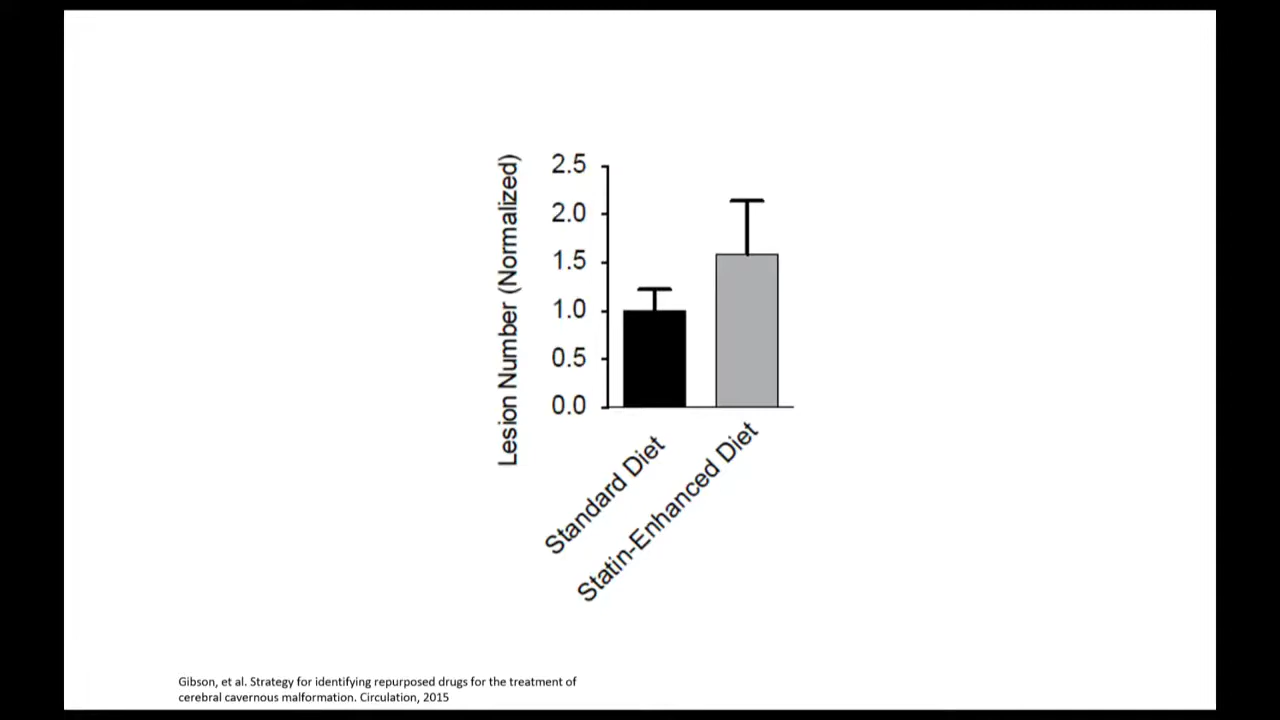 Lesion Number (Normalized)
2.5
2.0
1.5
1.0
0.5
0.0
Standard Diet
Statin-Enhanced Diet
Gibson, et al. Strategy for identifying repurposed drugs for the treatment of
cerebral cavernous malformation. Circulation, 2015